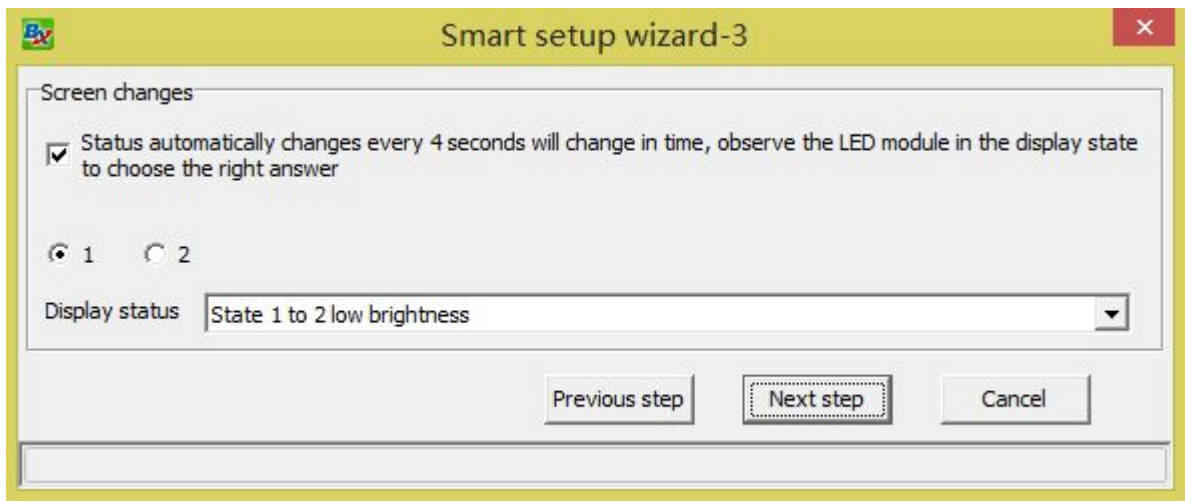 BX
Smart setup wizard-3
Screen changes
Status automatically changes every 4 seconds will change in time, observe the LED module in the display state
to choose the right answer
1 2
Display status State 1 to 2 low brightness
Previous step Next step Cancel